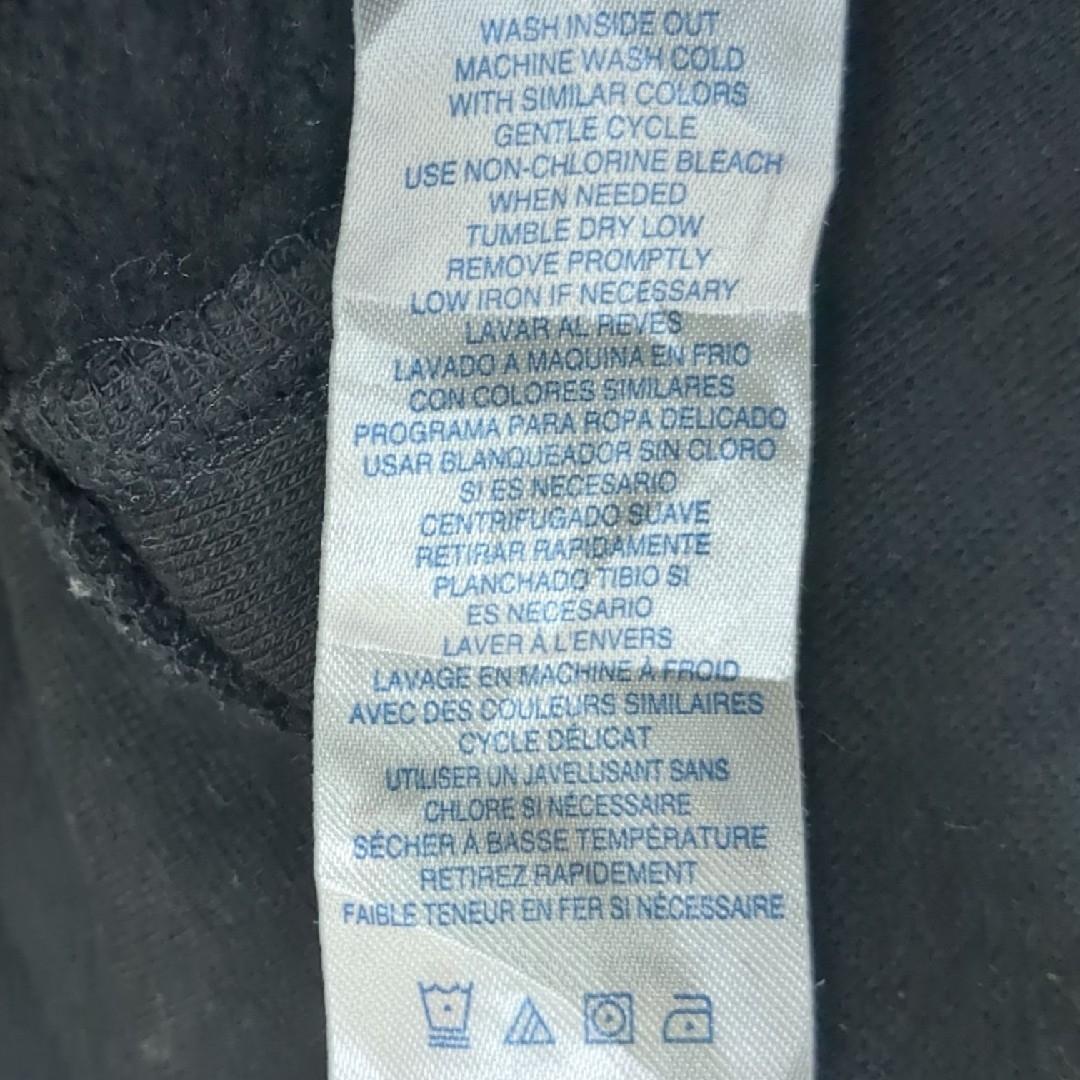 WASH INSIDE OUT
MACHINE WASH COLD
WITH SIMILAR COLORS
GENTLE CYCLE
USE NON-CHLORINE BLEACH
WHEN NEEDED
TUMBLE DRY LOW
REMOVE PROMPTLY
LOW IRON IF NECESSARY
LAVAR AL REVES
LAVADO A MAQUINA EN FRIO
CON COLORES SIMILARES
PROGRAMA PARA ROPA DELICADO
USAR BLANQUEADOR SIN CLORO
SI ES NECESARIO
CENTRIFUGADO SUAVE
RETIRAR RAPIDAMENTE
PLANCHADO TIBIO SI
ES NECESARIO
LAVER À L'ENVERS
LAVAGE EN MACHINE À FROID
AVEC DES COULEURS SIMILAIRES
CYCLE DÉLICAT
UTILISER UN JAVELLISANT SANS
CHLORE SI NÉCESSAIRE
SÉCHER À BASSE TEMPÉRATURE
RETIREZ RAPIDEMENT
FAIBLE TENEUR EN FER SI NÉCESSAIRE